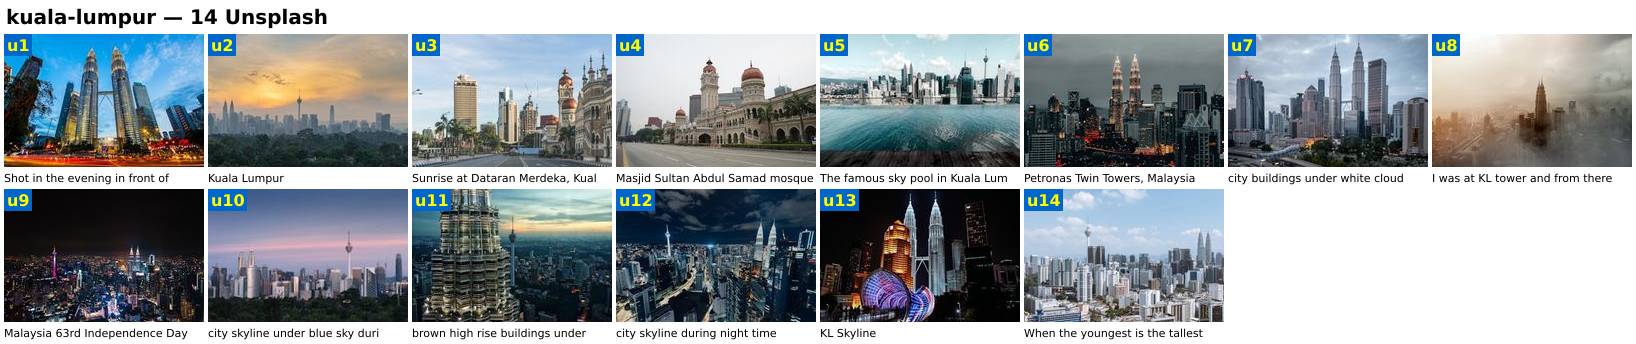 kuala-lumpur — 14 Unsplash
u1
u2
u3
u4
u5
u6
u7
u8
Shot in the evening in front of
Kuala Lumpur
Sunrise at Dataran Merdeka, Kual
Masjid Sultan Abdul Samad mosque
The famous sky pool in Kuala Lum
Petronas Twin Towers, Malaysia
city buildings under white cloud
I was at KL tower and from there
u9
u10
u11
u12
u13
u14
Malaysia 63rd Independence Day
city skyline under blue sky duri
brown high rise buildings under
city skyline during night time
KL Skyline
When the youngest is the tallest